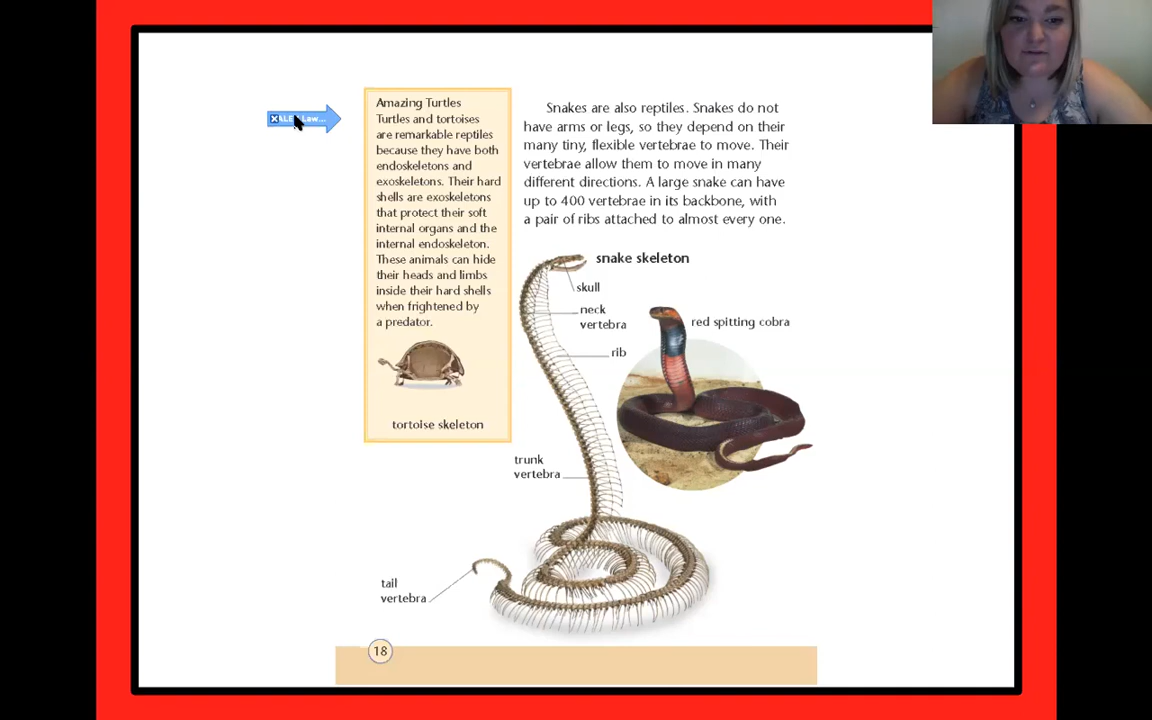 Amazing Turtles
Turtles and tortoises
are remarkable reptiles
because they have both
endoskeletons and
exoskeletons. Their hard
shells are exoskeletons
that protect their soft
internal organs and the
internal endoskeleton.
These animals can hide
their heads and limbs
inside their hard shells
when frightened by
a predator.
tortoise skeleton
Snakes are also reptiles. Snakes do not
have arms or legs, so they depend on their
many tiny, flexible vertebrae to move. Their
vertebrae allow them to move in many
different directions. A large snake can have
up to 400 vertebrae in its backbone, with
a pair of ribs attached to almost every one.
snake skeleton
skull
neck
vertebra
red spitting cobra
rib
trunk
vertebra
tail
vertebra
18